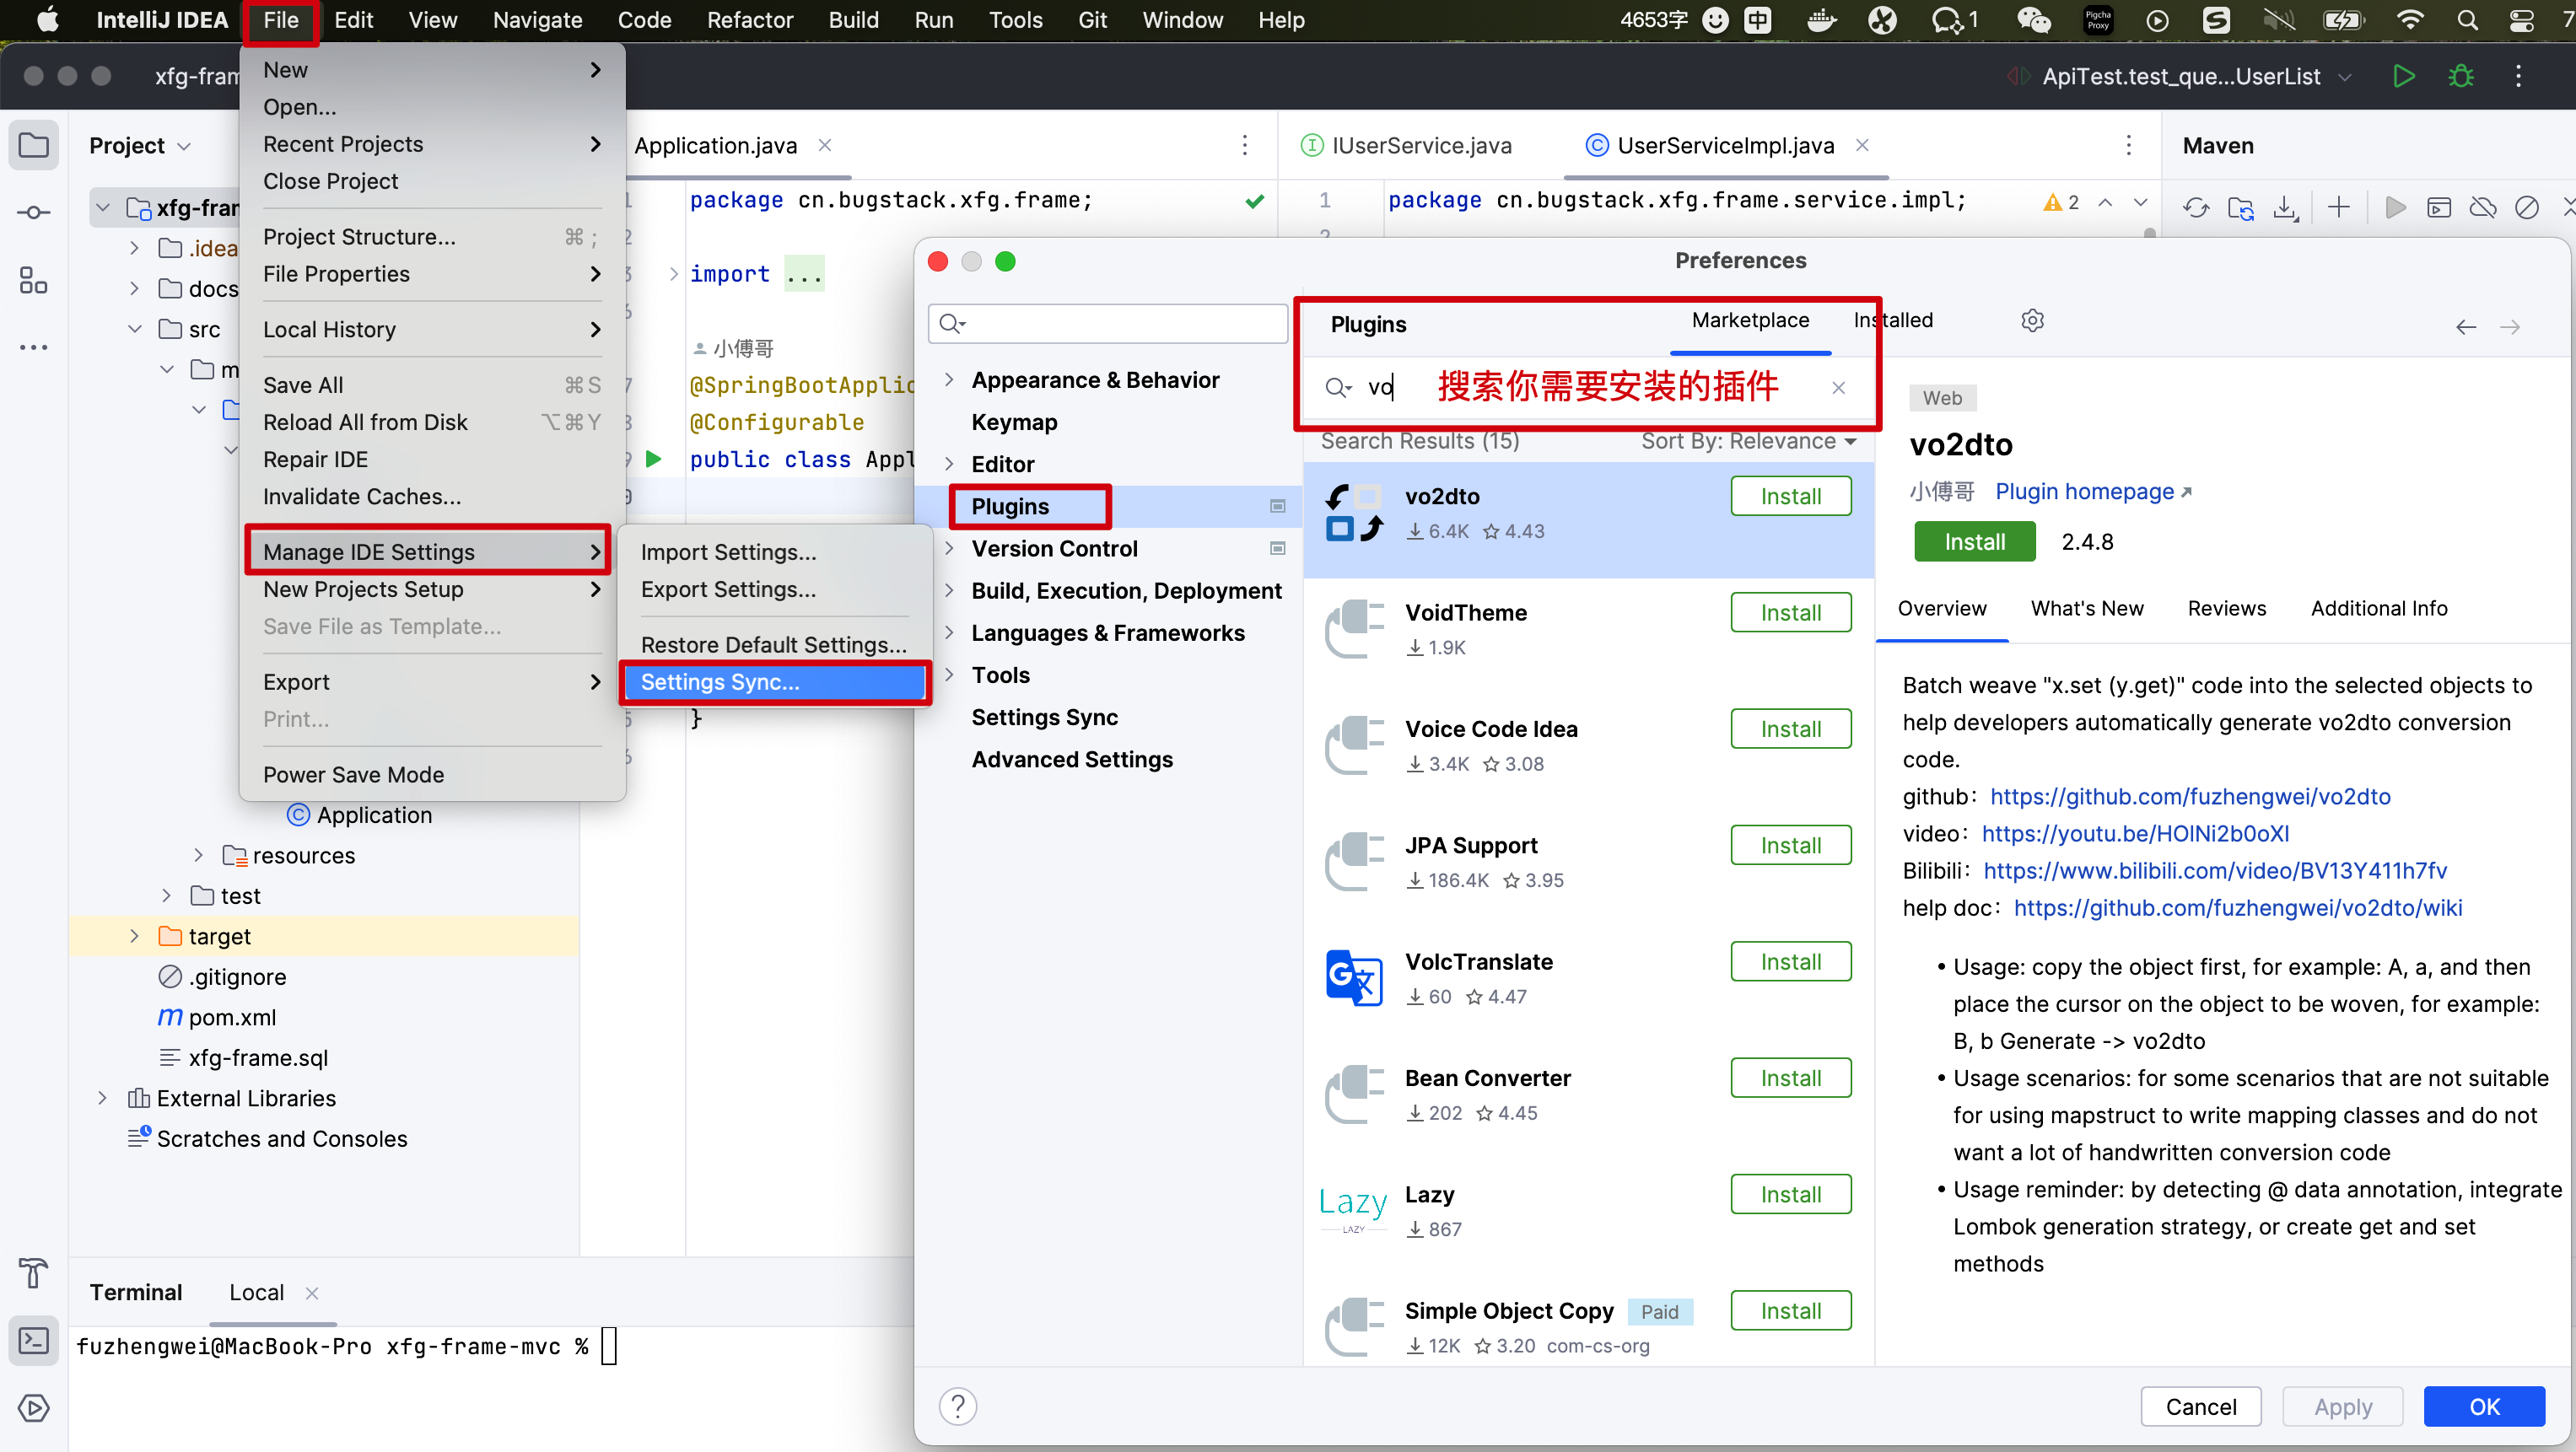 IntelliJ IDEA File Edit View Navigate Code Refactor Build Run Tools Git Window Help 4653字 中 1 Pigcha Proxy 7
xfg-fram
ApiTest.test_que...UserList
New
Open...
Recent Projects
Close Project
Project Structure... ⌘ ;
File Properties
Local History
Save All ⌘ S
Reload All from Disk ⌥ ⌘ Y
Repair IDE
Invalidate Caches...
Manage IDE Settings
New Projects Setup
Save File as Template...
Export
Print...
Power Save Mode
Import Settings...
Export Settings...
Restore Default Settings...
Settings Sync...
Project
xfg-fram
.idea
docs
src
m
Application
resources
test
target
.gitignore
pom.xml
xfg-frame.sql
External Libraries
Scratches and Consoles
Application.java
package cn.bugstack.xfg.frame;
import ...
小傅哥
@SpringBootApplic
@Configurable
public class Appl
}
IUserService.java UserServiceImpl.java
1 package cn.bugstack.xfg.frame.service.impl; 2
2
Maven
Preferences
Appearance & Behavior
Keymap
Editor
Plugins
Version Control
Build, Execution, Deployment
Languages & Frameworks
Tools
Settings Sync
Advanced Settings
Plugins Marketplace Installed
vo 搜索你需要安装的插件
Search Results (15) Sort By: Relevance
vo2dto Install
6.4K 4.43
VoidTheme Install
1.9K
Voice Code Idea Install
3.4K 3.08
JPA Support Install
186.4K 3.95
VolcTranslate Install
60 4.47
Bean Converter Install
202 4.45
Lazy
LAZY
Lazy Install
867
Simple Object Copy Paid Install
12K 3.20 com-cs-org
Web
vo2dto
小傅哥 Plugin homepage
Install 2.4.8
Overview What's New Reviews Additional Info
Batch weave "x.set (y.get)" code into the selected objects to
help developers automatically generate vo2dto conversion
code.
github：https://github.com/fuzhengwei/vo2dto
video：https://youtu.be/HOlNi2b0oXI
Bilibili：https://www.bilibili.com/video/BV13Y411h7fv
help doc：https://github.com/fuzhengwei/vo2dto/wiki
• Usage: copy the object first, for example: A, a, and then
place the cursor on the object to be woven, for example:
B, b Generate -> vo2dto
• Usage scenarios: for some scenarios that are not suitable
for using mapstruct to write mapping classes and do not
want a lot of handwritten conversion code
• Usage reminder: by detecting @ data annotation, integrate
Lombok generation strategy, or create get and set
methods
Terminal Local
fuzhengwei@MacBook-Pro xfg-frame-mvc %
? Cancel Apply OK